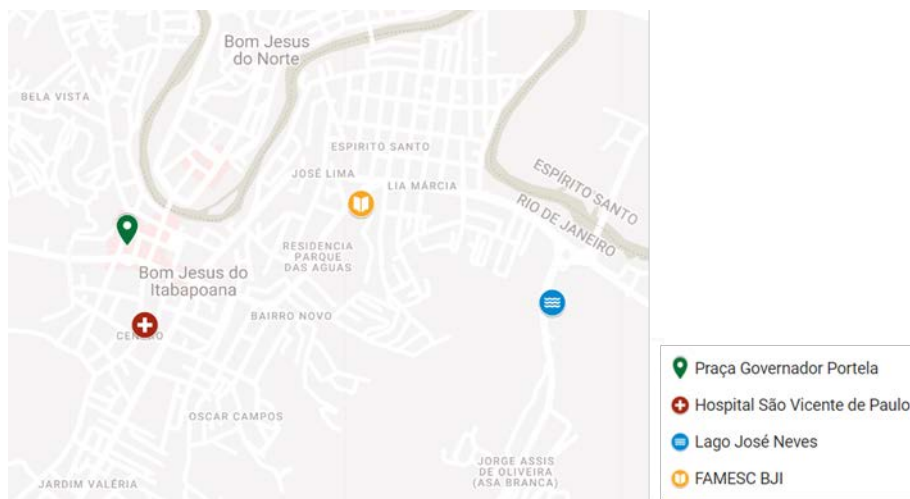 Bom Jesus
do Norte
BELA VISTA
ESPIRITO SANTO
JOSÉ LIMA
LIA MÁRCIA
ESPÍRITO SANTO
RIO DE JANEIRO
RESIDENCIA
PARQUE
DAS AGUAS
Bom Jesus do
Itabapoana
BAIRRO NOVO
OSCAR CAMPOS
JORGE ASSIS
DE OLIVEIRA
(ASA BRANCA)
JARDIM VALÉRIA
Praça Governador Portela
Hospital São Vicente de Paulo
Lago José Neves
FAMESC BJI